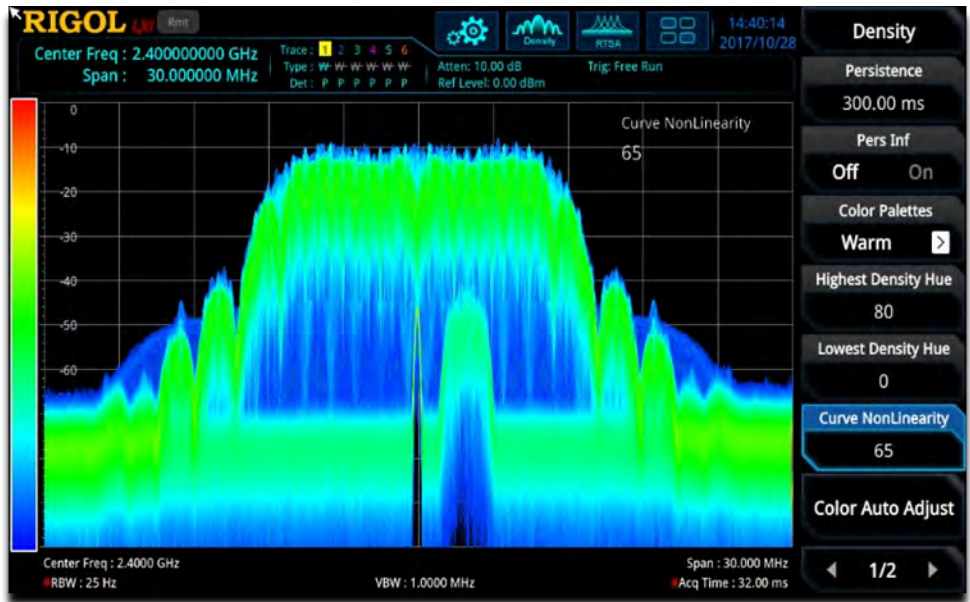 RIGOL LXI Rmt
14:40:14
2017/10/28
Center Freq : 2.400000000 GHz
Span : 30.000000 MHz
Trace : 1 2 3 4 5 6
Type : W W W W W W
Det : P P P P P P
Atten: 10.00 dB
Ref Level: 0.00 dBm
Trig: Free Run
Density
RTSA
0
-10
-20
-30
-40
-50
-60
Curve NonLinearity
65
Density
Persistence
300.00 ms
Pers Inf
Off On
Color Palettes
Warm >
Highest Density Hue
80
Lowest Density Hue
0
Curve NonLinearity
65
Color Auto Adjust
1/2
Center Freq : 2.4000 GHz
Span : 30.000 MHz
#RBW : 25 Hz
VBW : 1.0000 MHz
#Acq Time : 32.00 ms